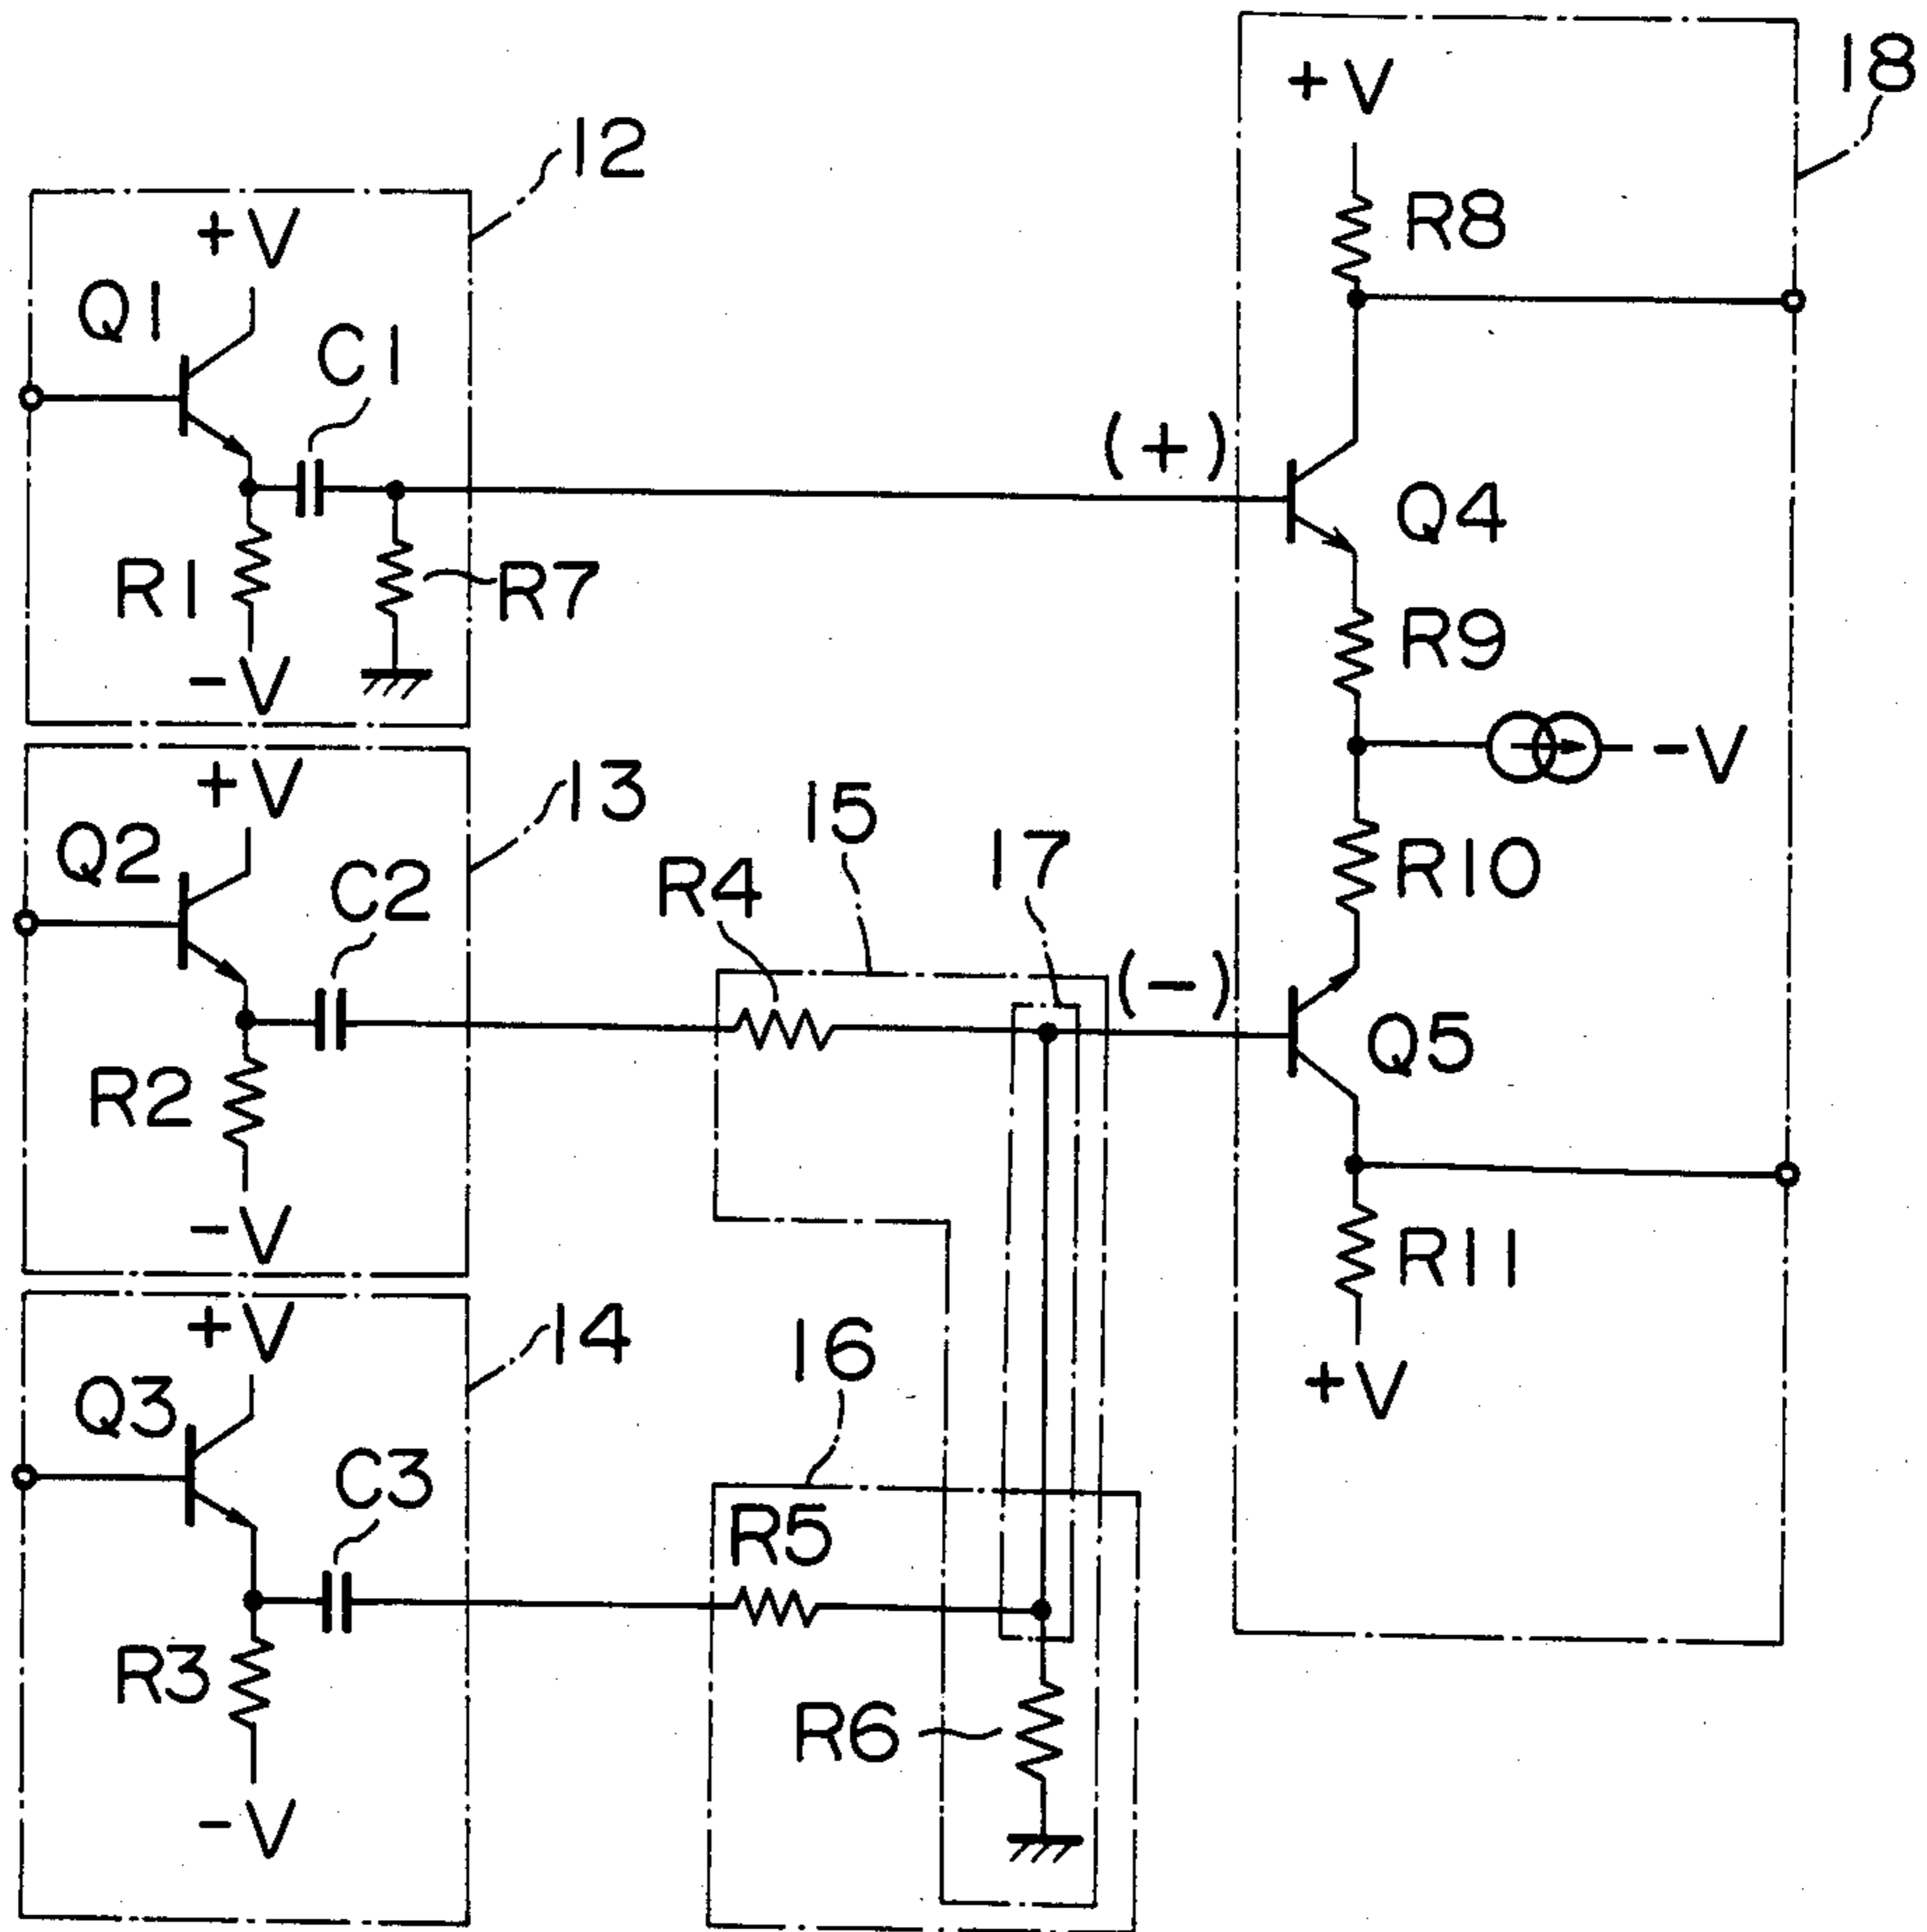 18
+V
12
R8
+V
Q1
C1
(+)
Q4
R1
R7
R9
-V
-V
+V
13
15
17
Q2
C2
R4
R10
(-)
Q5
R2
-V
R11
+V
14
16
+V
Q3
C3
R5
R3
R6
-V